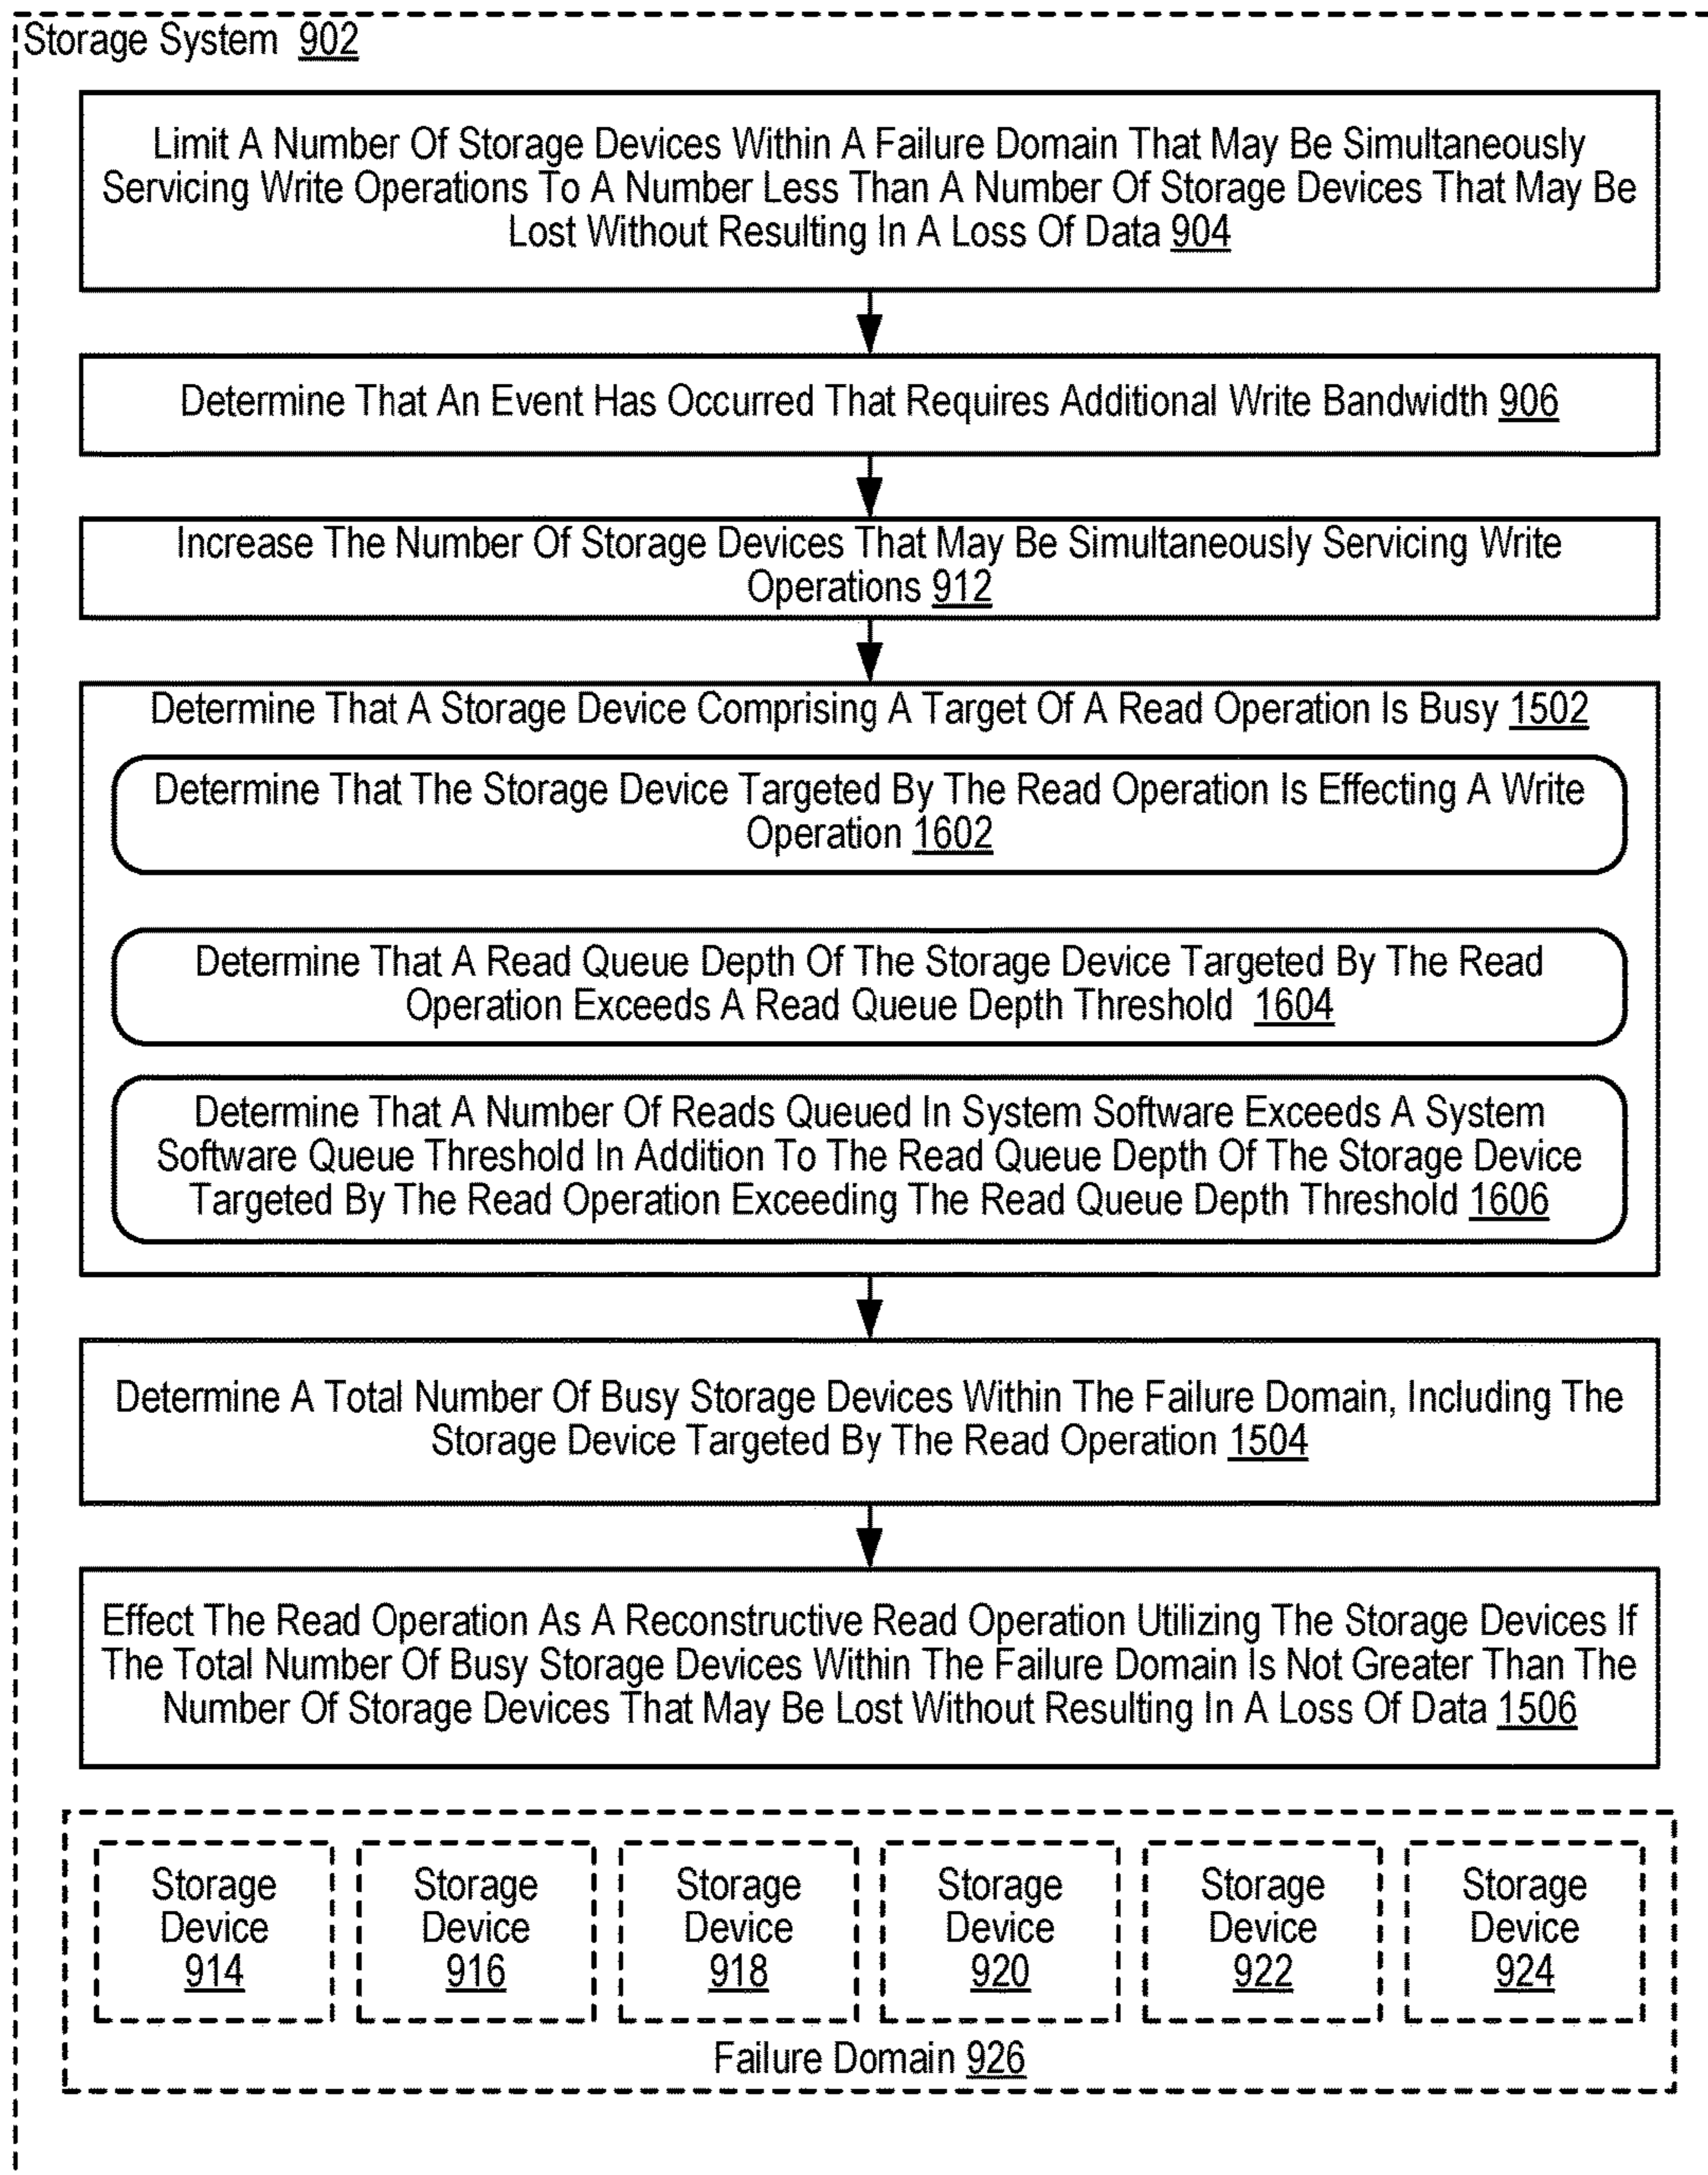 Storage System 902
Limit A Number Of Storage Devices Within A Failure Domain That May Be Simultaneously
Servicing Write Operations To A Number Less Than A Number Of Storage Devices That May Be
Lost Without Resulting In A Loss Of Data 904
Determine That An Event Has Occurred That Requires Additional Write Bandwidth 906
Increase The Number Of Storage Devices That May Be Simultaneously Servicing Write
Operations 912
Determine That A Storage Device Comprising A Target Of A Read Operation Is Busy 1502
Determine That The Storage Device Targeted By The Read Operation Is Effecting A Write
Operation 1602
Determine That A Read Queue Depth Of The Storage Device Targeted By The Read
Operation Exceeds A Read Queue Depth Threshold 1604
Determine That A Number Of Reads Queued In System Software Exceeds A System
Software Queue Threshold In Addition To The Read Queue Depth Of The Storage Device
Targeted By The Read Operation Exceeding The Read Queue Depth Threshold 1606
Determine A Total Number Of Busy Storage Devices Within The Failure Domain, Including The
Storage Device Targeted By The Read Operation 1504
Effect The Read Operation As A Reconstructive Read Operation Utilizing The Storage Devices If
The Total Number Of Busy Storage Devices Within The Failure Domain Is Not Greater Than The
Number Of Storage Devices That May Be Lost Without Resulting In A Loss Of Data 1506
Storage
Device
914
Storage
Device
916
Storage
Device
918
Storage
Device
920
Storage
Device
922
Storage
Device
924
Failure Domain 926